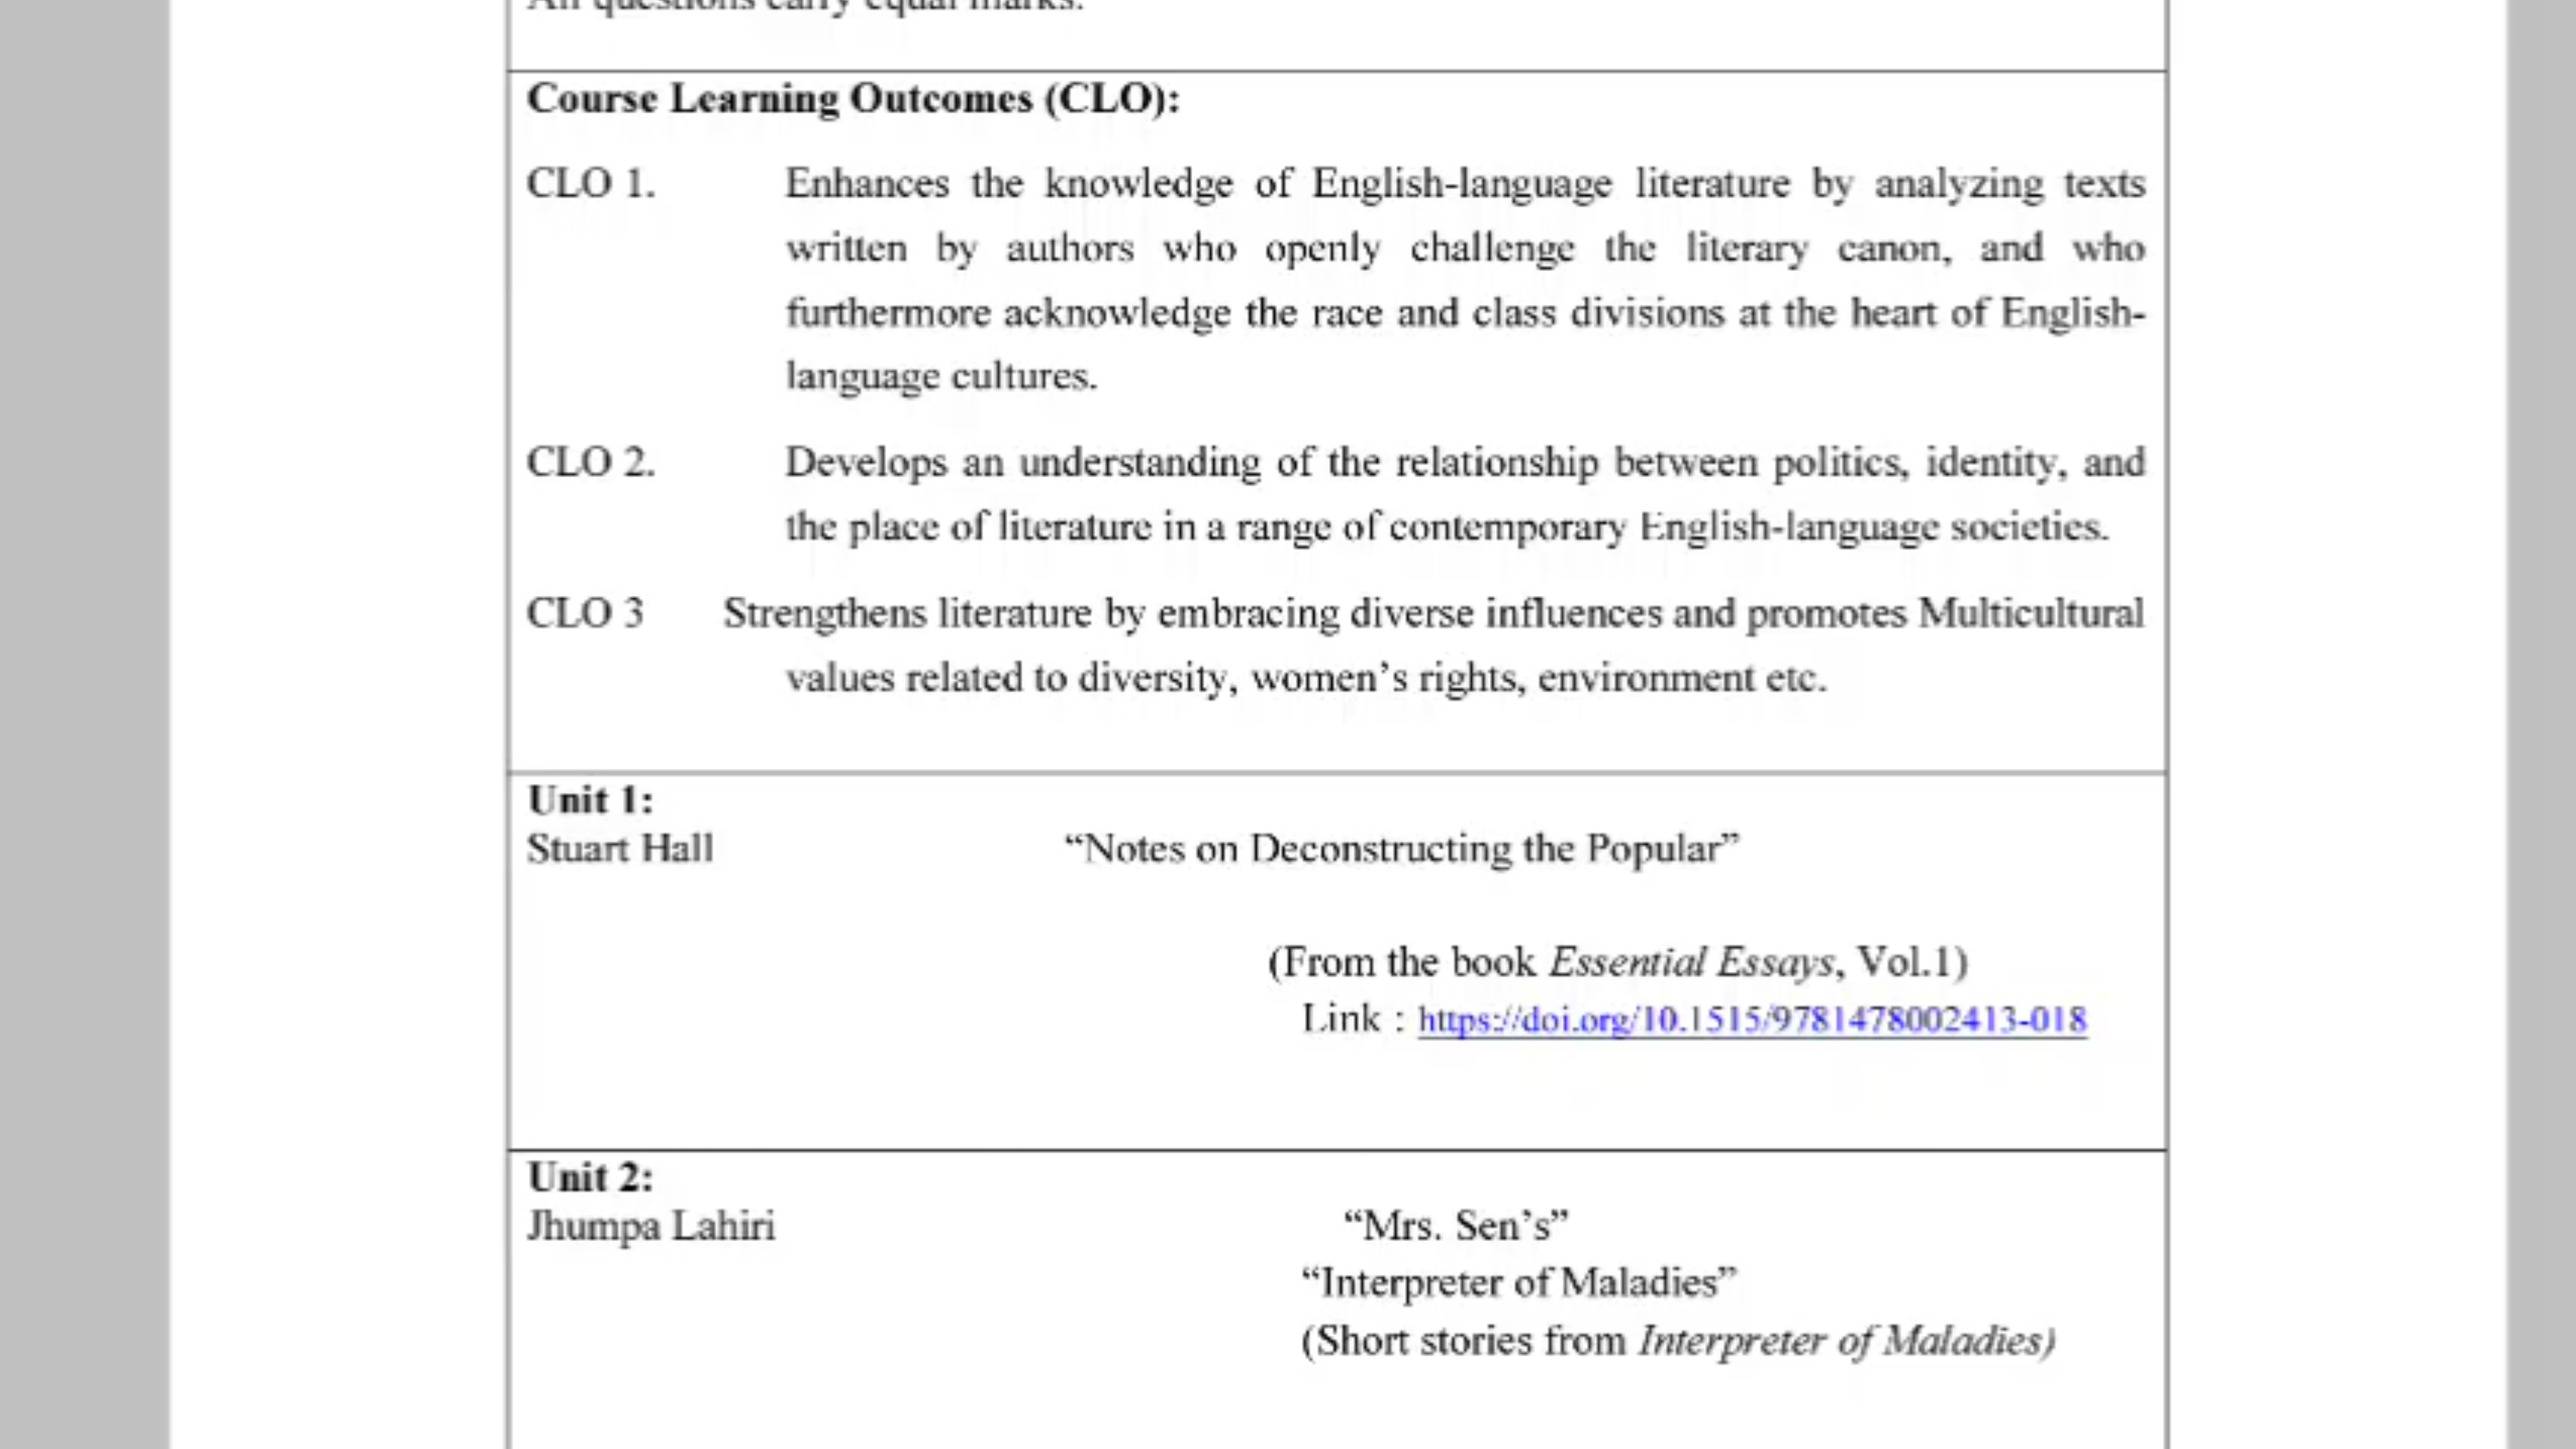 All questions carry equal marks.
Course Learning Outcomes (CLO):
CLO 1. Enhances the knowledge of English-language literature by analyzing texts
written by authors who openly challenge the literary canon, and who
furthermore acknowledge the race and class divisions at the heart of English-
language cultures.
CLO 2. Develops an understanding of the relationship between politics, identity, and
the place of literature in a range of contemporary English-language societies.
CLO 3 Strengthens literature by embracing diverse influences and promotes Multicultural
values related to diversity, women’s rights, environment etc.
Unit 1:
Stuart Hall “Notes on Deconstructing the Popular”
(From the book Essential Essays, Vol.1)
Link : https://doi.org/10.1515/9781478002413-018
Unit 2:
Jhumpa Lahiri “Mrs. Sen’s”
“Interpreter of Maladies”
(Short stories from Interpreter of Maladies)